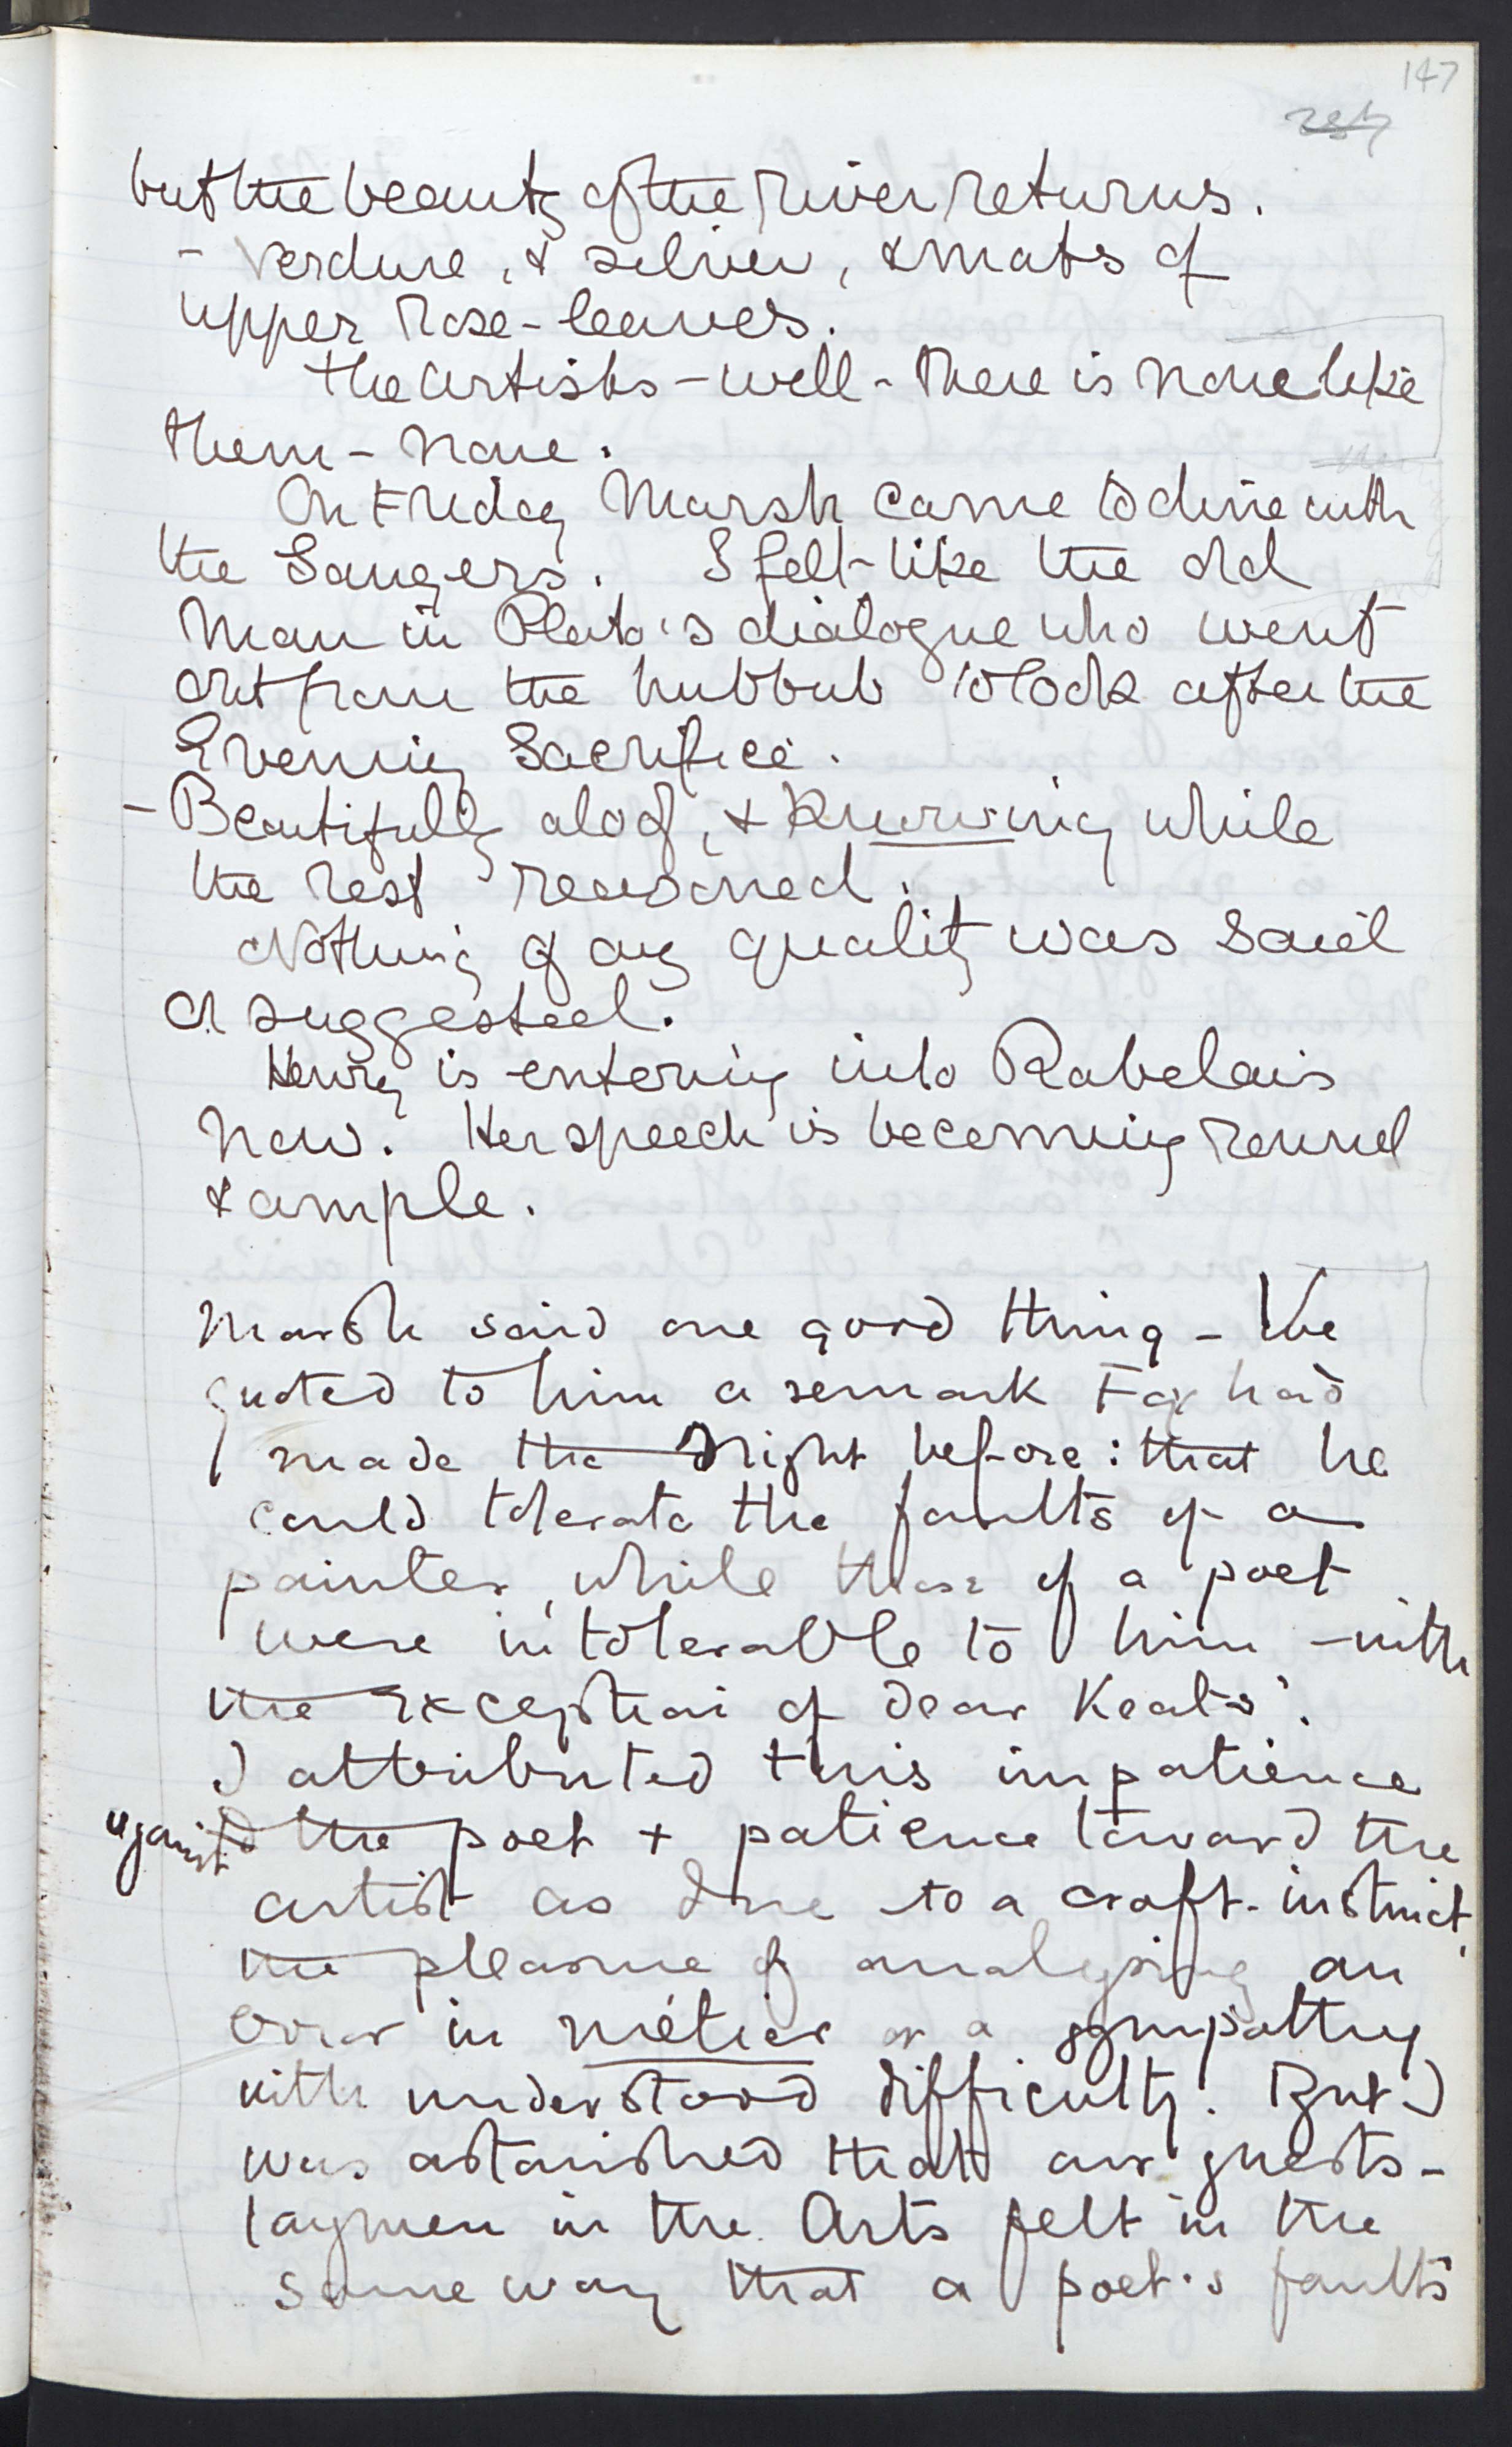 147
but the beauty of the river returns.
- Verdure, & silver, & mats of
upper rose-leaves.
The artists - well - there is none like
them - none.
On Friday Marsh came to dine with
the Sangers. I felt like the old
man in Plato's dialogue who went
out from the hubbub to look after the
Evening Sacrifice.
- Beautifully aloof, & knowing while
the rest reasoned.
Nothing of any quality was said
or suggested.
Henry is entering into Rabelais
now. Her speech is becoming round
& ample.
Marsh said one good thing - We
quoted to him a remark Fay had
made the night before: that he
could tolerate the faults of a
painter, while those of a poet
were intolerable to him - with
the exception of dear Keats'.
I attributed this impatience
against the poet + patience toward the
artist as due to a craft-instinct,
the pleasure of analysing an
error in métier or a sympathy
with understood difficulty. But I
was astonished that our guests -
laymen in the Arts felt in the
same way that a poet's faults